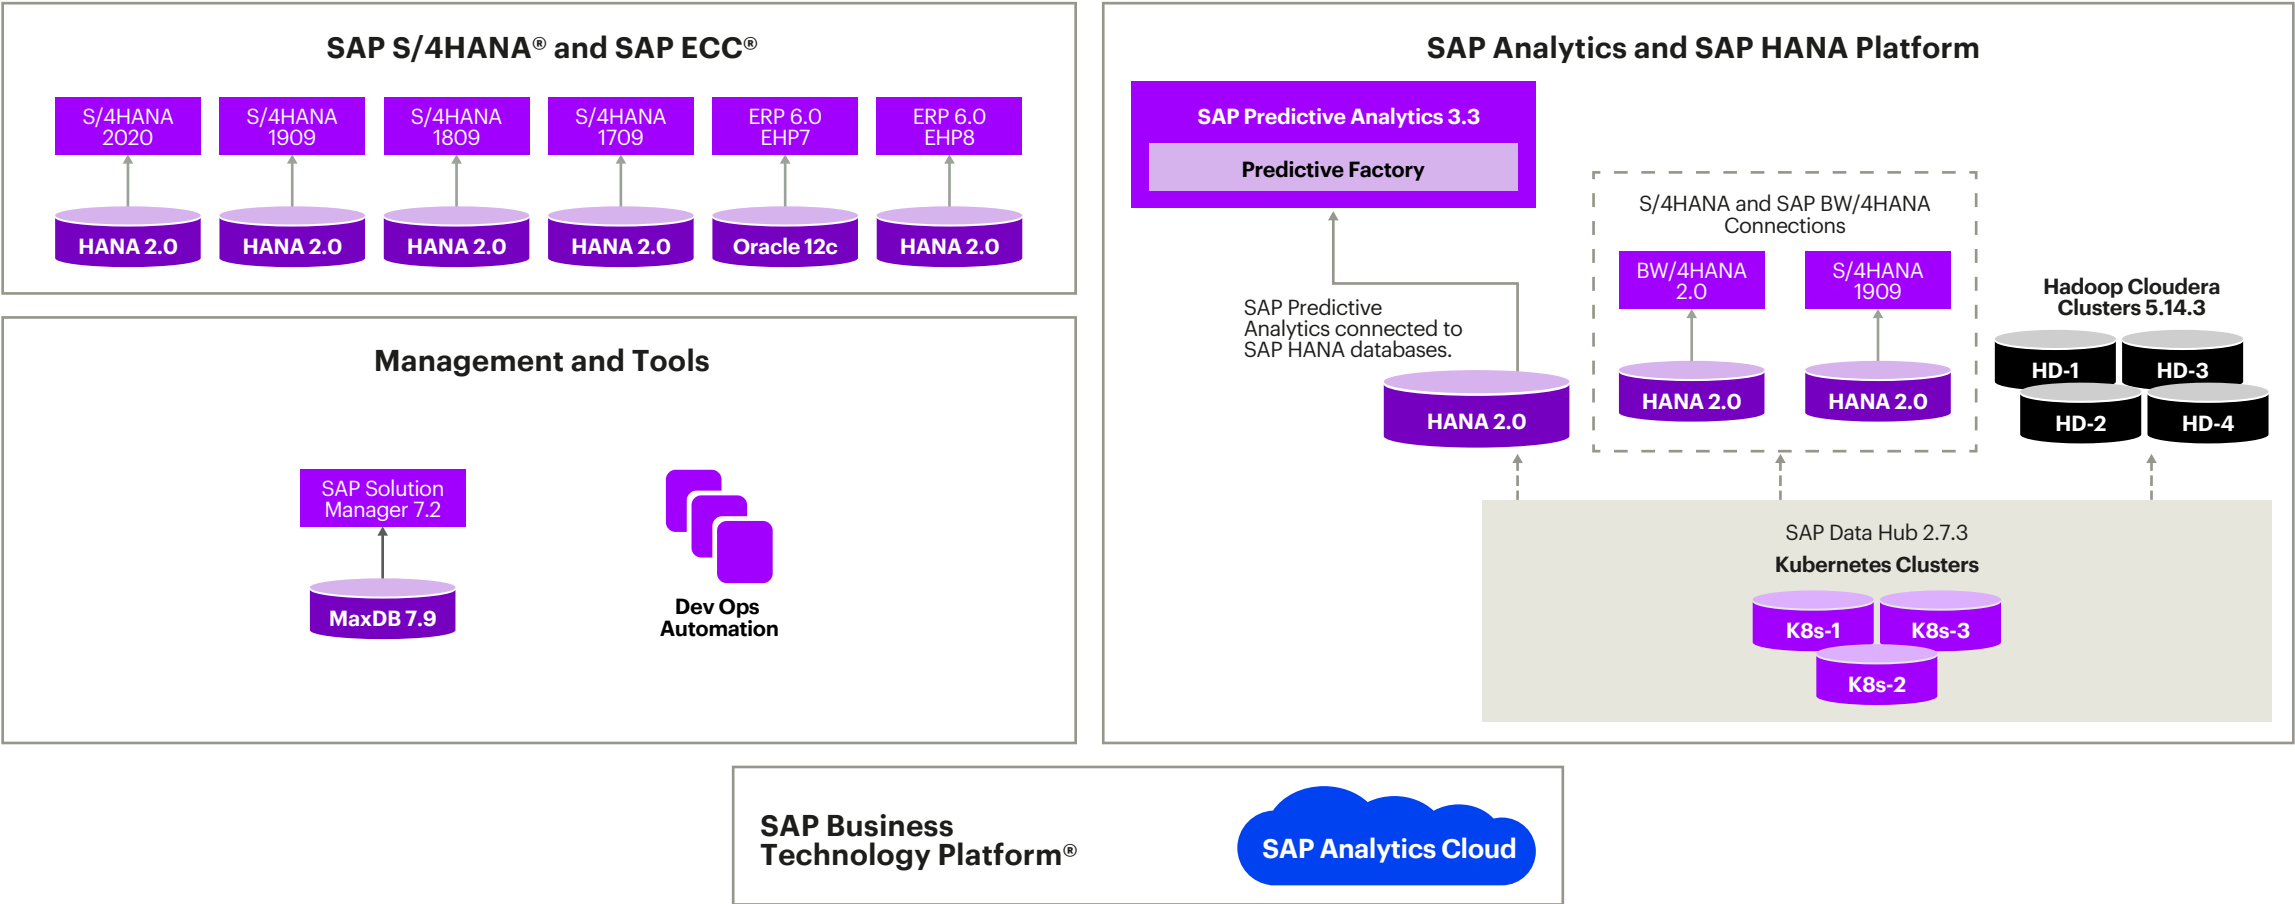 SAP S/4HANA® and SAP ECC®
S/4HANA
2020
S/4HANA
1909
S/4HANA
1809
S/4HANA
1709
ERP 6.0
EHP7
ERP 6.0
EHP8
HANA 2.0
HANA 2.0
HANA 2.0
HANA 2.0
Oracle 12c
HANA 2.0
Management and Tools
SAP Solution
Manager 7.2
MaxDB 7.9
Dev Ops
Automation
SAP Analytics and SAP HANA Platform
SAP Predictive Analytics 3.3
Predictive Factory
SAP Predictive
Analytics connected to
SAP HANA databases.
HANA 2.0
S/4HANA and SAP BW/4HANA
Connections
BW/4HANA
2.0
S/4HANA
1909
HANA 2.0
HANA 2.0
Hadoop Cloudera
Clusters 5.14.3
HD-1
HD-3
HD-2
HD-4
SAP Data Hub 2.7.3
Kubernetes Clusters
K8s-1
K8s-3
K8s-2
SAP Business
Technology Platform®
SAP Analytics Cloud